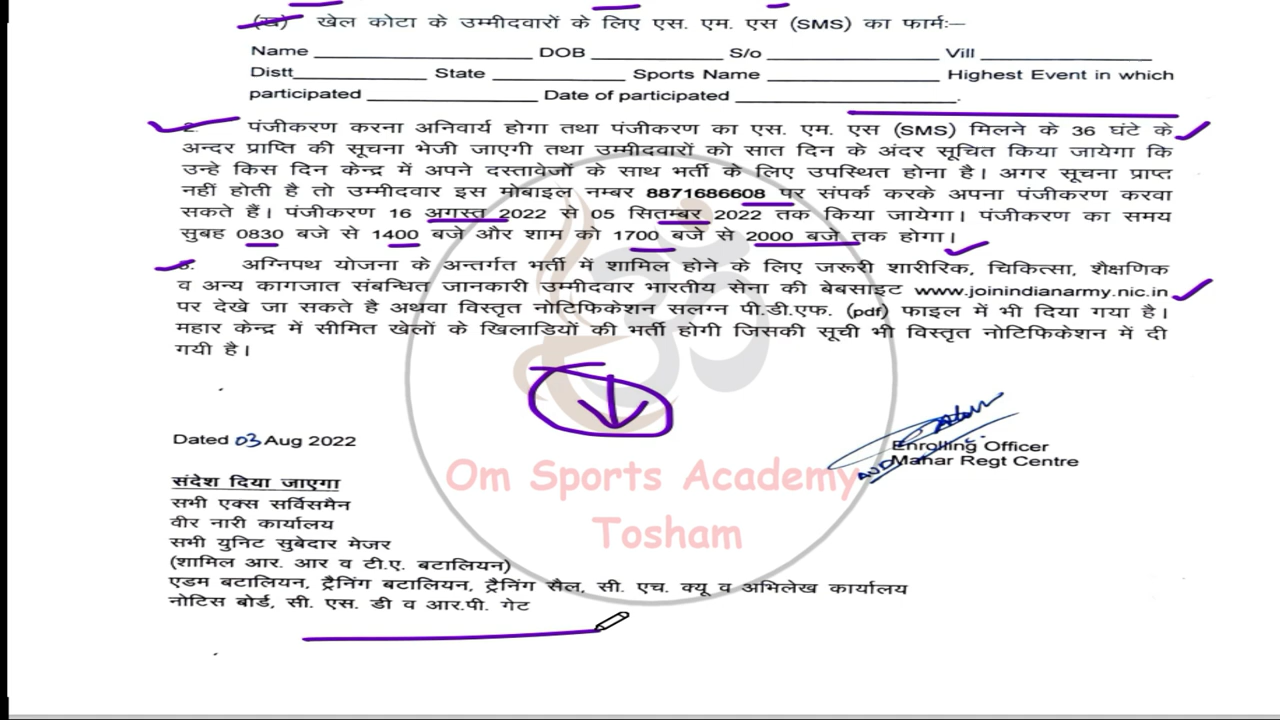 (ख) खेल कोटा के उम्मीदवारों के लिए एस. एम. एस (SMS) का फार्मः–
Name ____________ DOB ____________ S/o ____________ Vill ____________
Distt____________ State ____________ Sports Name ____________ Highest Event in which
participated ____________ Date of participated ____________.
2. पंजीकरण करना अनिवार्य होगा तथा पंजीकरण का एस. एम. एस (SMS) मिलने के 36 घंटे के
अन्दर प्राप्ति की सूचना भेजी जाएगी तथा उम्मीदवारों को सात दिन के अंदर सूचित किया जायेगा कि
उन्हे किस दिन केन्द्र में अपने दस्तावेजों के साथ भर्ती के लिए उपस्थित होना है। अगर सूचना प्राप्त
नहीं होती है तो उम्मीदवार इस मोबाइल नम्बर 8871686608 पर संपर्क करके अपना पंजीकरण करवा
सकते हैं। पंजीकरण 16 अगस्त 2022 से 05 सितम्बर 2022 तक किया जायेगा। पंजीकरण का समय
सुबह 0830 बजे से 1400 बजे और शाम को 1700 बजे से 2000 बजे तक होगा।
3. अग्निपथ योजना के अन्तर्गत भर्ती में शामिल होने के लिए जरूरी शारीरिक, चिकित्सा, शैक्षणिक
व अन्य कागजात संबन्धित जानकारी उम्मीदवार भारतीय सेना की बेबसाइट www.joinindianarmy.nic.in
पर देखे जा सकते है अथवा विस्तृत नोटिफिकेशन सलग्न पी.डी.एफ. (pdf) फाइल में भी दिया गया है।
महार केन्द्र में सीमित खेलों के खिलाडियों की भर्ती होगी जिसकी सूची भी विस्तृत नोटिफिकेशन में दी
गयी है।
Dated 03 Aug 2022
Enrolling Officer
Mahar Regt Centre
Om Sports Academy
Tosham
संदेश दिया जाएगा
सभी एक्स सर्विसमैन
वीर नारी कार्यालय
सभी युनिट सुबेदार मेजर
(शामिल आर. आर व टी.ए. बटालियन)
एडम बटालियन, ट्रैनिंग बटालियन, ट्रैनिंग सैल, सी. एच. क्यू व अभिलेख कार्यालय
नोटिस बोर्ड, सी. एस. डी व आर.पी. गेट